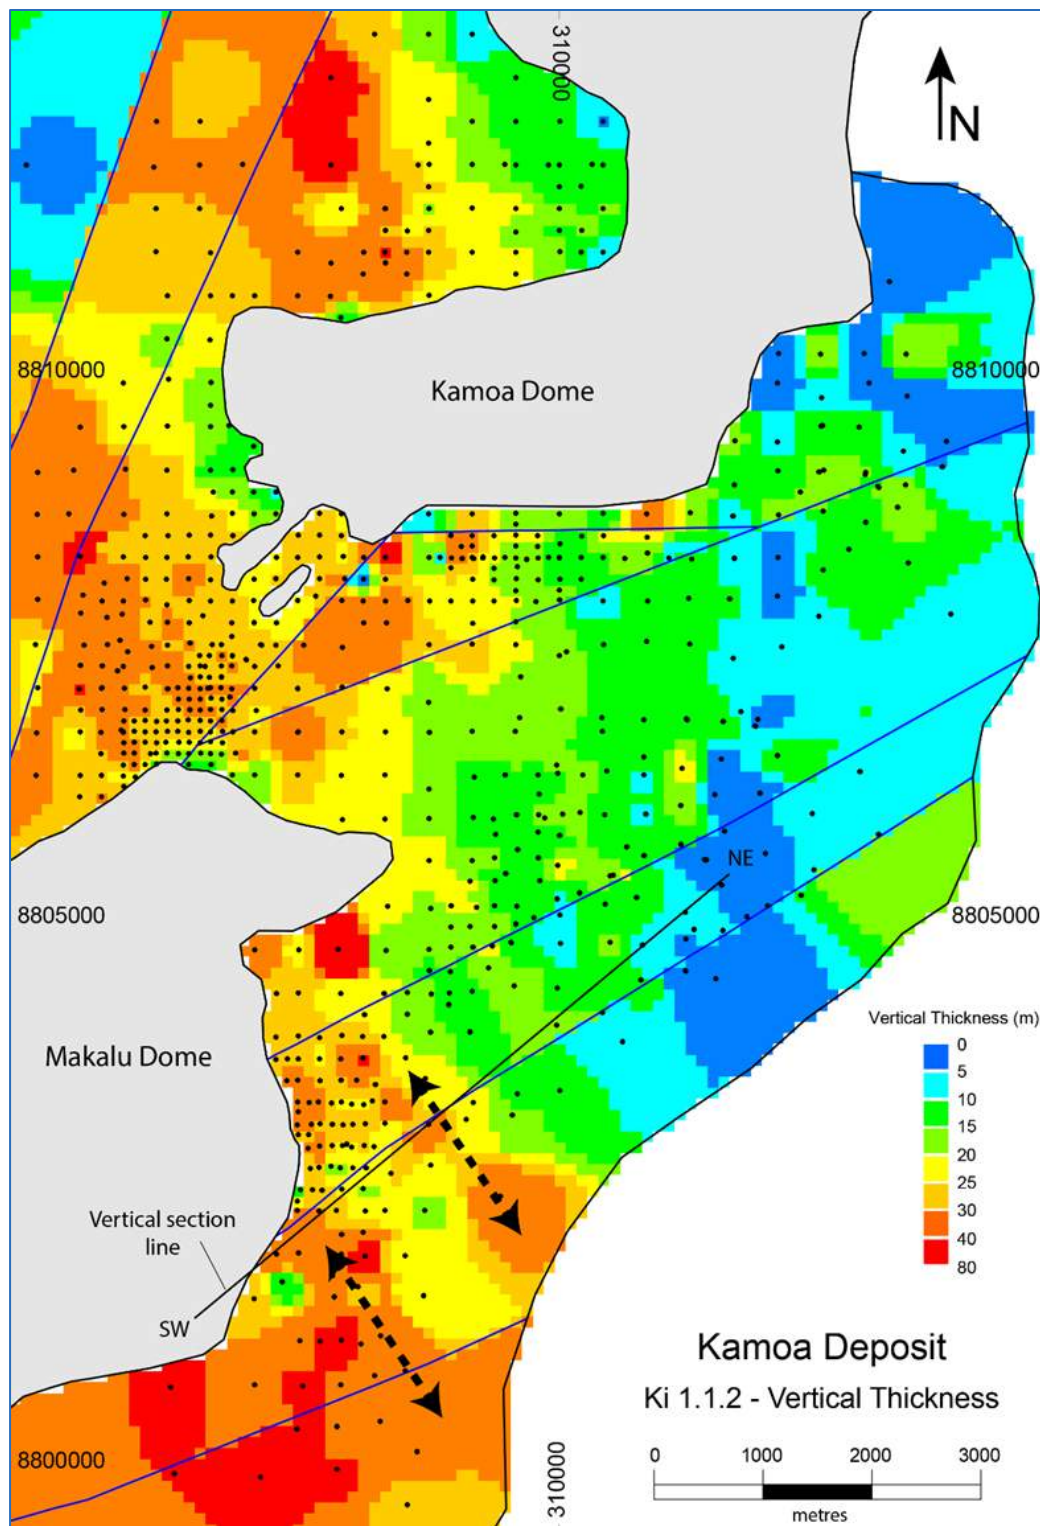 310000
N
8810000
8810000
Kamoa Dome
NE
8805000
8805000
Vertical Thickness (m)
Makalu Dome
0
5
10
15
20
25
30
40
80
Vertical section
line
SW
Kamoa Deposit
Ki 1.1.2 - Vertical Thickness
8800000
310000
0 1000 2000 3000
metres